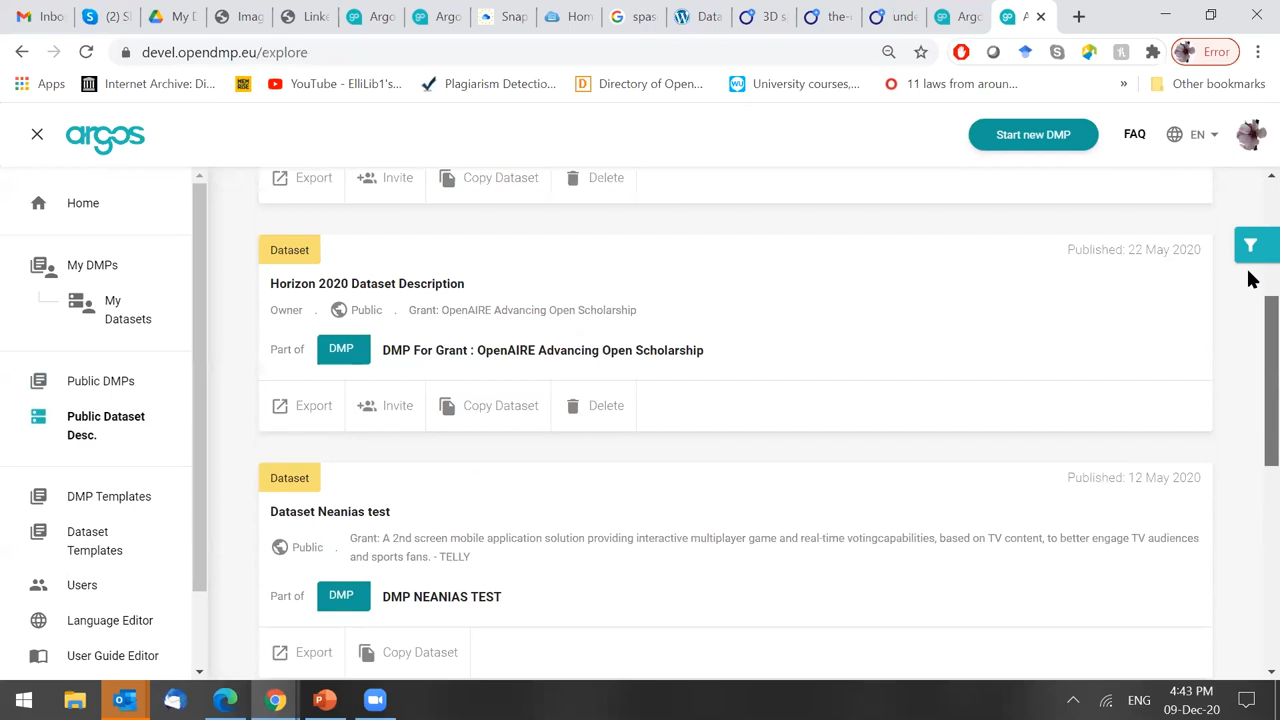 Inbo
(2) S
My D
Imag
Linke
Argo
Argo
Snap
Hom
spas
Data
3D s
the-
und
Argo
A
devel.opendmp.eu/explore
Error
Apps
Internet Archive: Di...
YouTube - ElliLib1's...
Plagiarism Detectio...
Directory of Open...
University courses,...
11 laws from aroun...
»
Other bookmarks
argos
Start new DMP
FAQ
EN
Home
My DMPs
My
Datasets
Public DMPs
Public Dataset
Desc.
DMP Templates
Dataset
Templates
Users
Language Editor
User Guide Editor
Export
Invite
Copy Dataset
Delete
Dataset
Published: 22 May 2020
Horizon 2020 Dataset Description
Owner . Public . Grant: OpenAIRE Advancing Open Scholarship
Part of DMP DMP For Grant : OpenAIRE Advancing Open Scholarship
Export
Invite
Copy Dataset
Delete
Dataset
Published: 12 May 2020
Dataset Neanias test
Public . Grant: A 2nd screen mobile application solution providing interactive multiplayer game and real-time votingcapabilities, based on TV content, to better engage TV audiences
and sports fans. - TELLY
Part of DMP DMP NEANIAS TEST
Export
Copy Dataset
ENG
4:43 PM
09-Dec-20